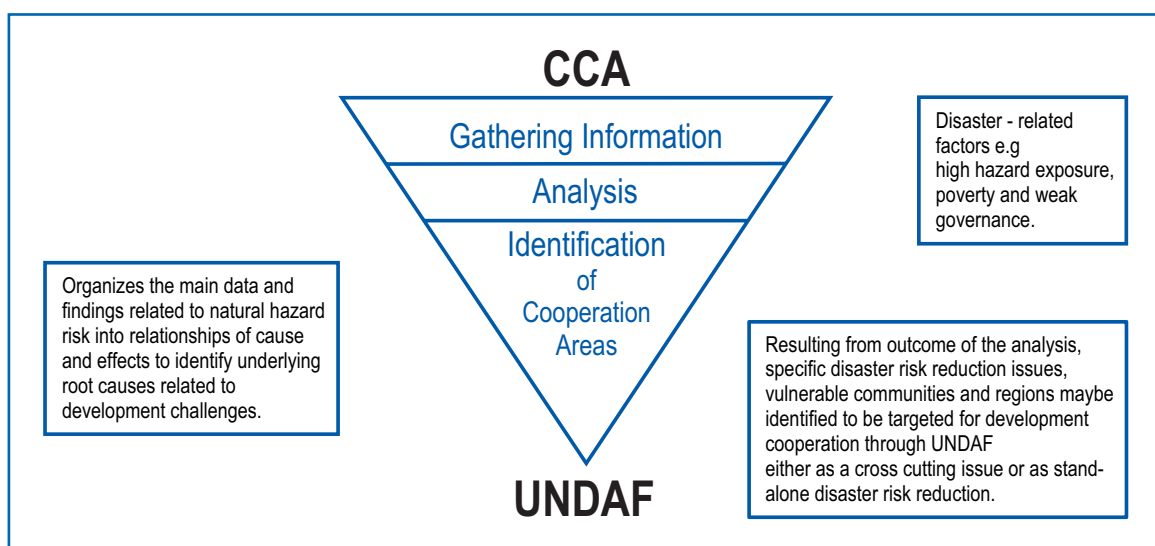 CCA
Gathering Information
Analysis
Identification
of
Cooperation
Areas
UNDAF
Disaster - related
factors e.g
high hazard exposure,
poverty and weak
governance.
Organizes the main data and
findings related to natural hazard
risk into relationships of cause
and effects to identify underlying
root causes related to
development challenges.
Resulting from outcome of the analysis,
specific disaster risk reduction issues,
vulnerable communities and regions maybe
identified to be targeted for development
cooperation through UNDAF
either as a cross cutting issue or as stand-
alone disaster risk reduction.